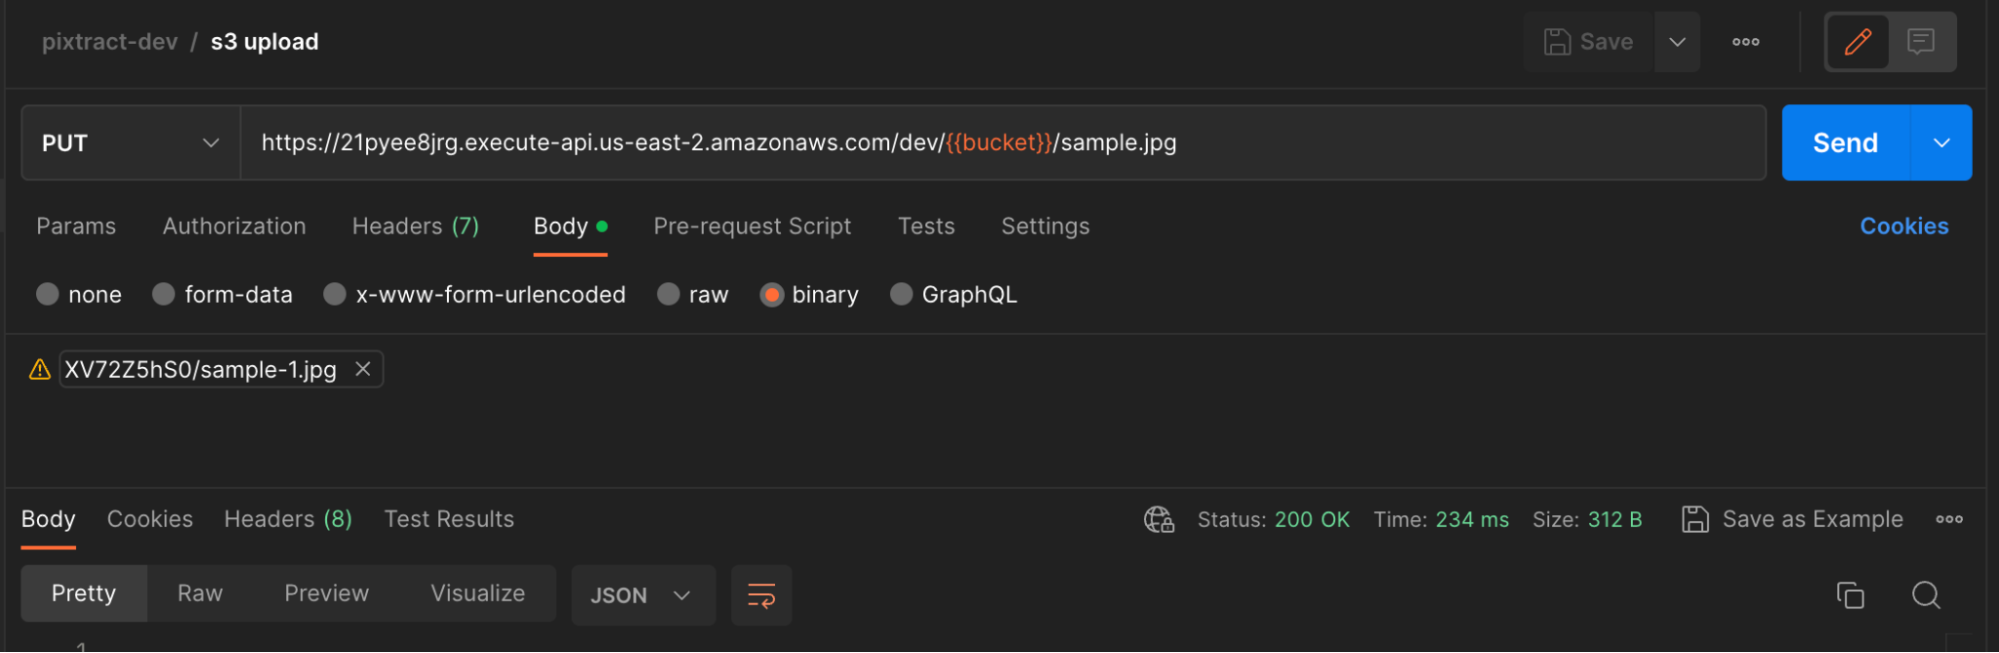 pixtract-dev / s3 upload
Save
PUT
https://21pyee8jrg.execute-api.us-east-2.amazonaws.com/dev/{{bucket}}/sample.jpg
Send
Params Authorization Headers (7) Body Pre-request Script Tests Settings Cookies
none form-data x-www-form-urlencoded raw binary GraphQL
XV72Z5hS0/sample-1.jpg
Body Cookies Headers (8) Test Results Status: 200 OK Time: 234 ms Size: 312 B Save as Example
Pretty Raw Preview Visualize JSON
1